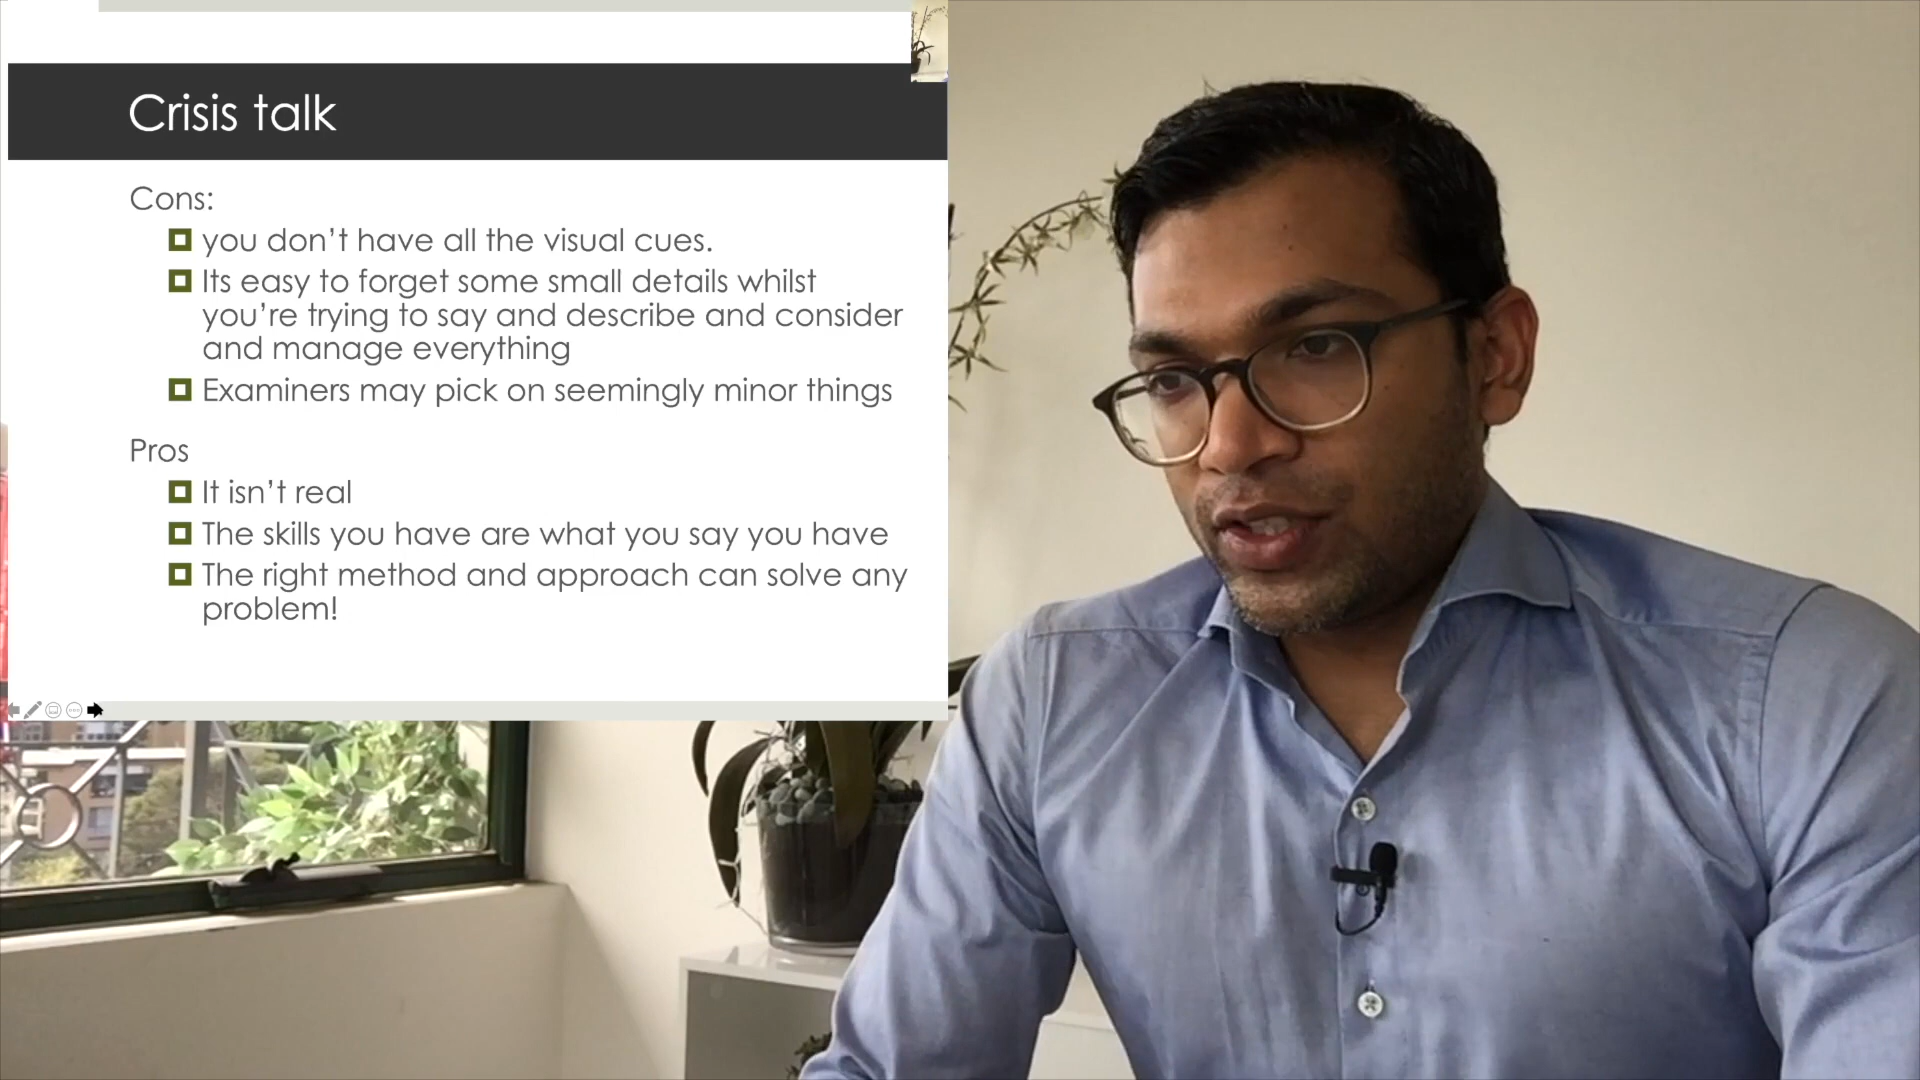 Crisis talk
Cons:
you don't have all the visual cues.
Its easy to forget some small details whilst
you're trying to say and describe and consider
and manage everything
Examiners may pick on seemingly minor things
Pros
It isn't real
The skills you have are what you say you have
The right method and approach can solve any
problem!